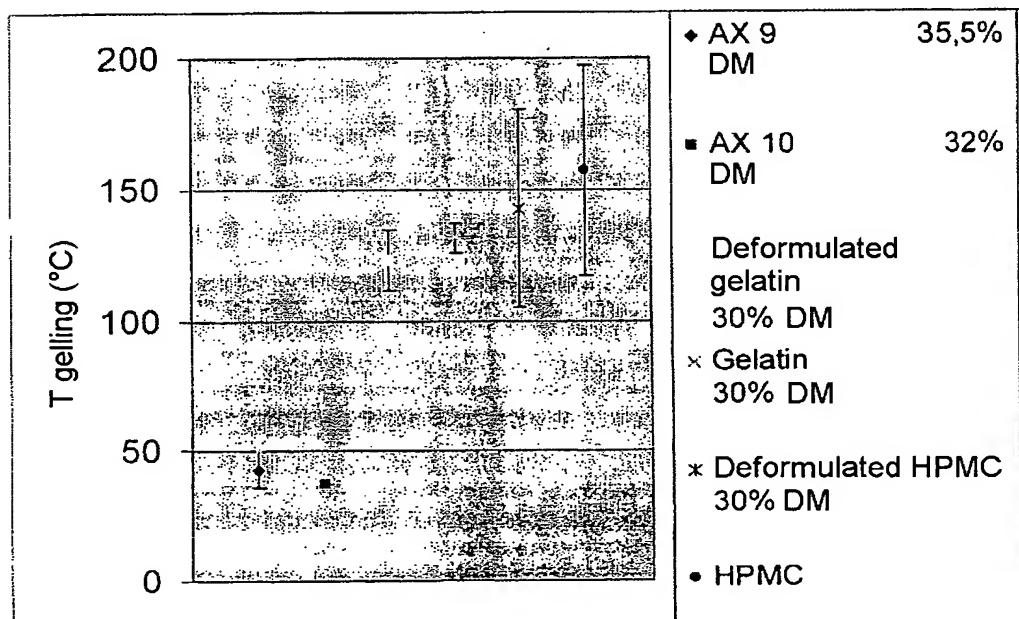 200
150
100
50
0
T gelling (°C)
AX 9 35,5%
DM
AX 10 32%
DM
Deformulated
gelatin
30% DM
Gelatin
30% DM
Deformulated HPMC
30% DM
HPMC